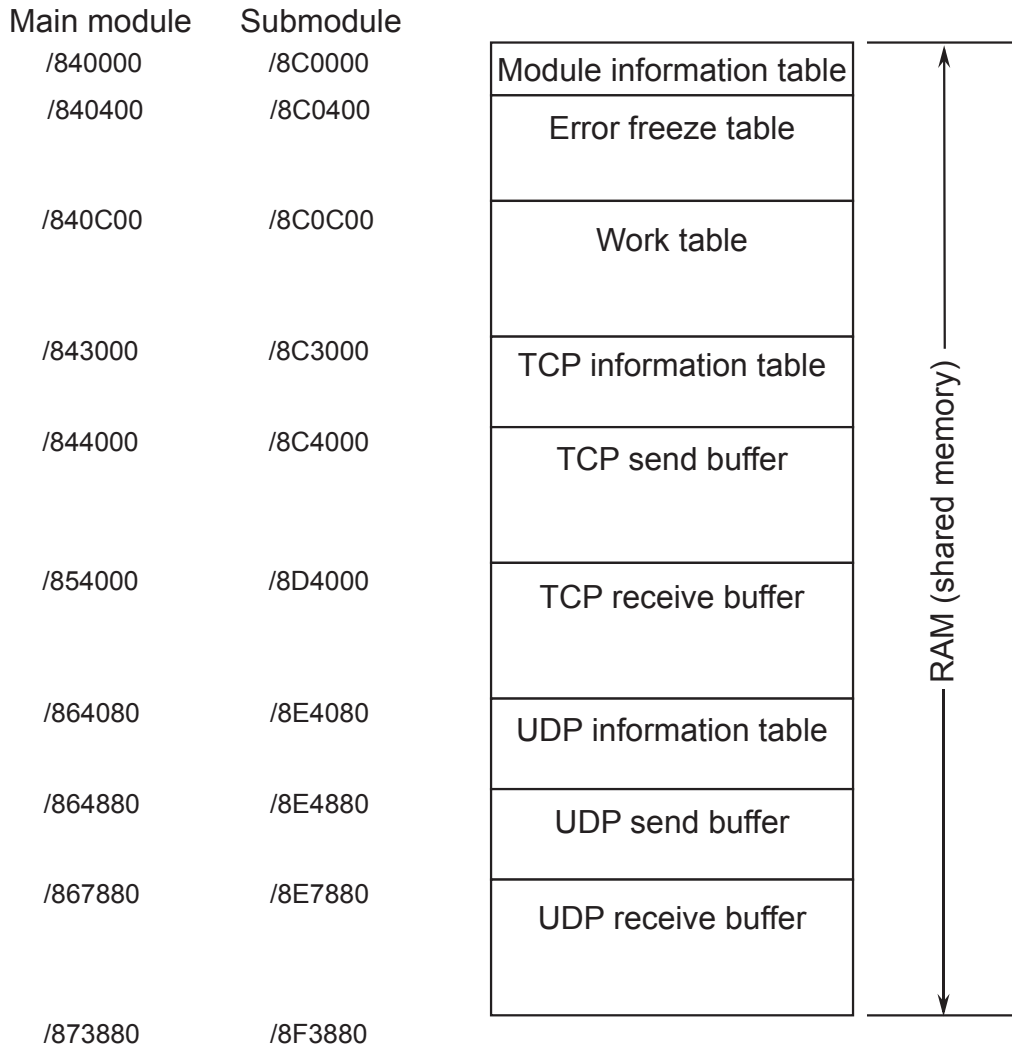 Main module Submodule
/840000 /8C0000 Module information table
/840400 /8C0400 Error freeze table
/840C00 /8C0C00 Work table
/843000 /8C3000 TCP information table
/844000 /8C4000 TCP send buffer
/854000 /8D4000 TCP receive buffer
/864080 /8E4080 UDP information table
/864880 /8E4880 UDP send buffer
/867880 /8E7880 UDP receive buffer
/873880 /8F3880
RAM (shared memory)